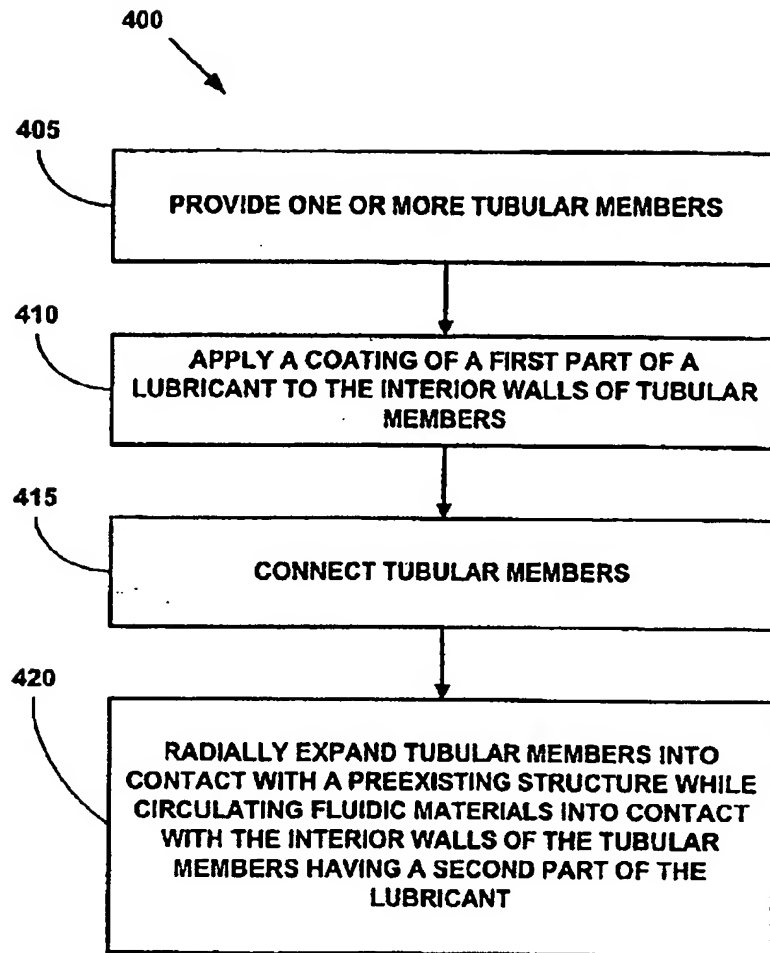 400
405
PROVIDE ONE OR MORE TUBULAR MEMBERS
410
APPLY A COATING OF A FIRST PART OF A
LUBRICANT TO THE INTERIOR WALLS OF TUBULAR
MEMBERS
415
CONNECT TUBULAR MEMBERS
420
RADIALLY EXPAND TUBULAR MEMBERS INTO
CONTACT WITH A PREEXISTING STRUCTURE WHILE
CIRCULATING FLUIDIC MATERIALS INTO CONTACT
WITH THE INTERIOR WALLS OF THE TUBULAR
MEMBERS HAVING A SECOND PART OF THE
LUBRICANT